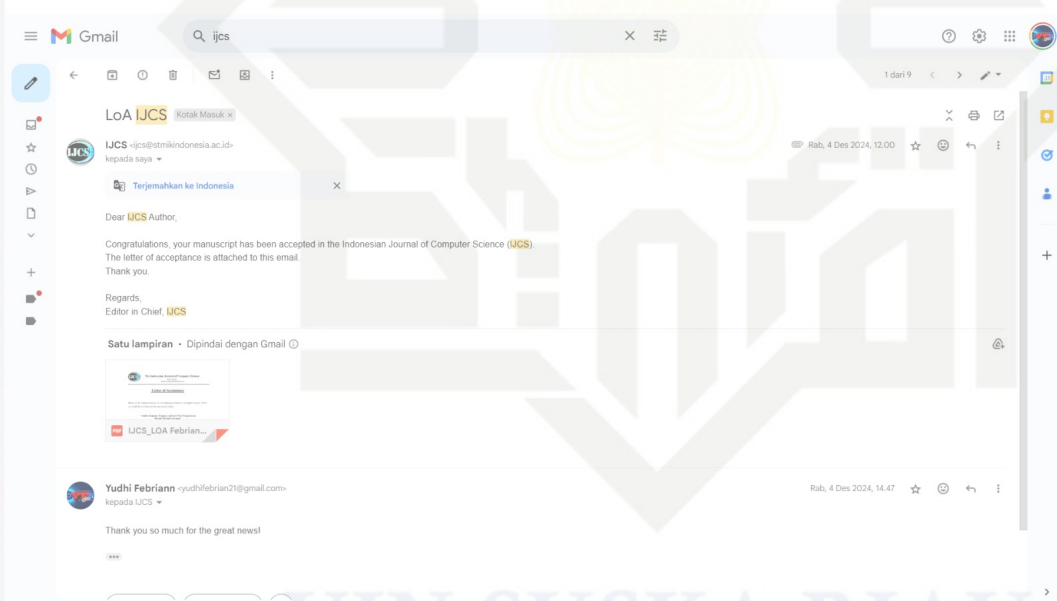 Gmail
ijcs
1 dari 9
LoA IJCS Kotak Masuk ×
IJCS <ijcs@stmikindonesia.ac.id>
Rab, 4 Des 2024, 12.00
kepada saya
Terjemahkan ke Indonesia
Dear IJCS Author,
Congratulations, your manuscript has been accepted in the Indonesian Journal of Computer Science (IJCS).
The letter of acceptance is attached to this email.
Thank you.
Regards,
Editor in Chief, IJCS
Satu lampiran • Dipindai dengan Gmail
Letter of Acceptance
PDF IJCS_LOA Febrian...
Yudhi Febriann <yudhifebrian21@gmail.com>
Rab, 4 Des 2024, 14.47
kepada IJCS
Thank you so much for the great news!
UIN SUSKA RIAU